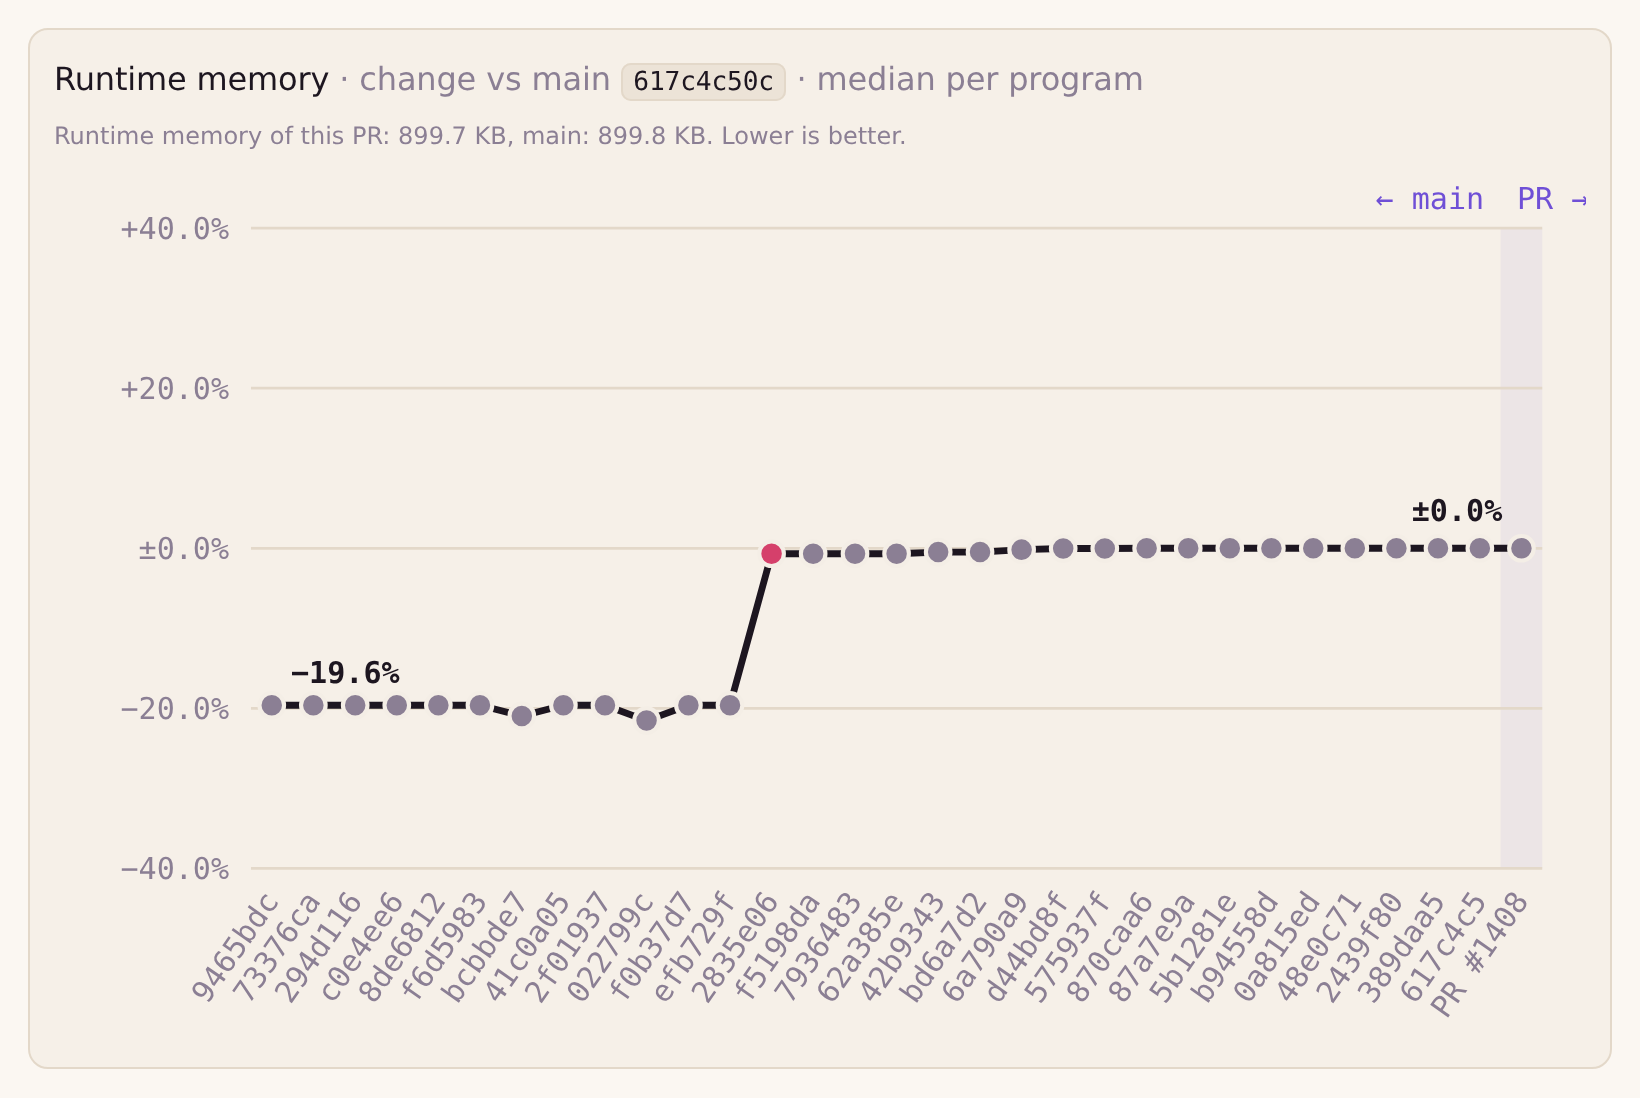 Runtime memory · change vs main 617c4c50c · median per program
Runtime memory of this PR: 899.7 KB, main: 899.8 KB. Lower is better.
← main PR →
+40.0%
+20.0%
±0.0%
−20.0%
−40.0%
−19.6%
±0.0%
9465bdc
73376ca
294d116
c0e4ee6
8de6812
f6d5983
bcbbde7
41c0a05
2f01937
022799c
f0b37d7
efb729f
2835e06
f5198da
7936483
62a385e
42b9343
bd6a7d2
6a790a9
d44bd8f
575937f
870caa6
87a7e9a
5b1281e
b94558d
0a815ed
48e0c71
2439f80
389daa5
617c4c5
PR #1408